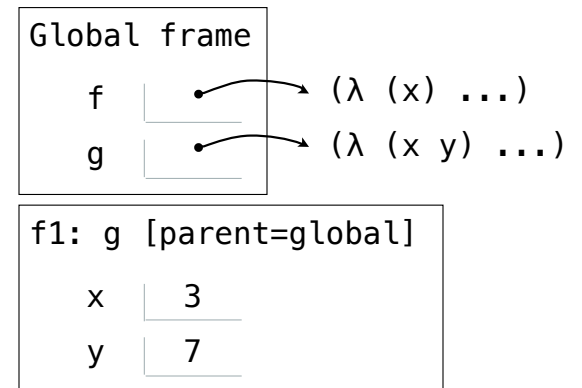 Global frame
f (λ (x) ...)
g (λ (x y) ...)
f1: g [parent=global]
x 3
y 7